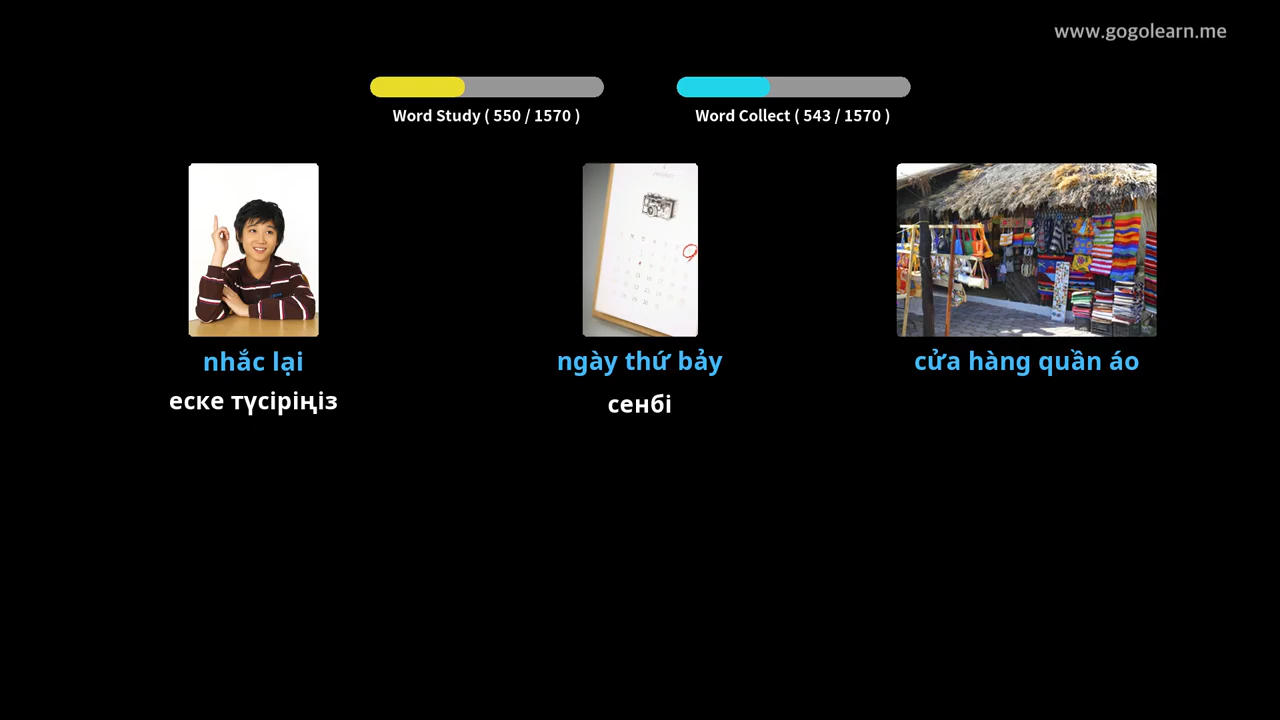 www.gogolearn.me
Word Study ( 550 / 1570 )
Word Collect ( 543 / 1570 )
nhắc lại
еске түсіріңіз
ngày thứ bảy
сенбі
cửa hàng quần áo